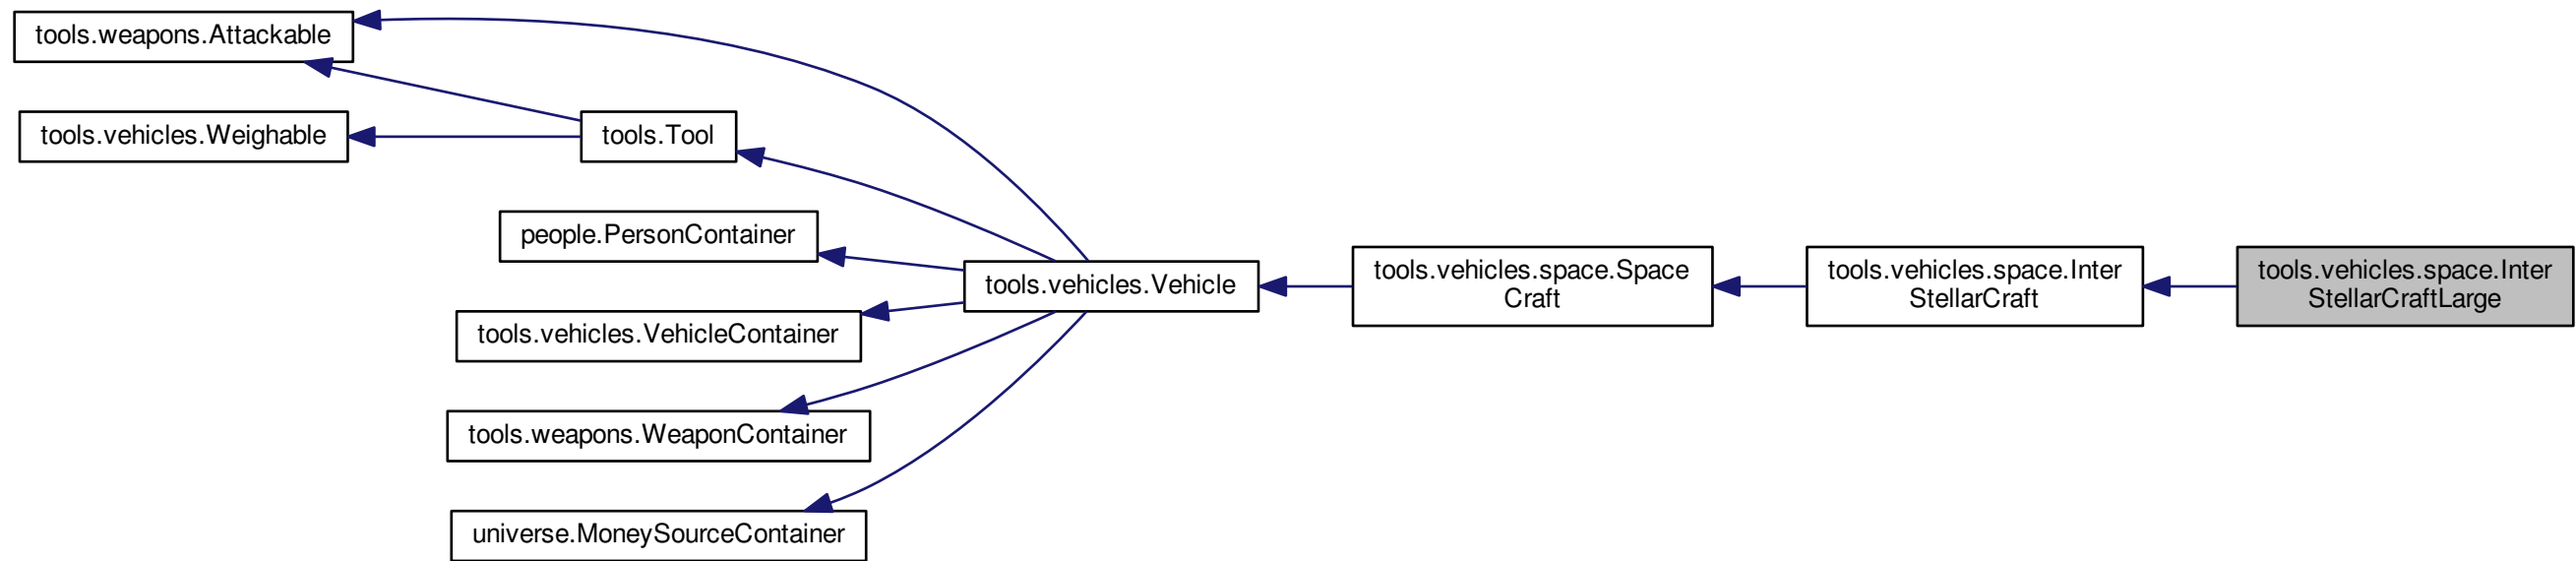 tools.weapons.Attackable
tools.vehicles.Weighable
tools.Tool
people.PersonContainer
tools.vehicles.VehicleContainer
tools.weapons.WeaponContainer
universe.MoneySourceContainer
tools.vehicles.Vehicle
tools.vehicles.space.Space
Craft
tools.vehicles.space.Inter
StellarCraft
tools.vehicles.space.Inter
StellarCraftLarge